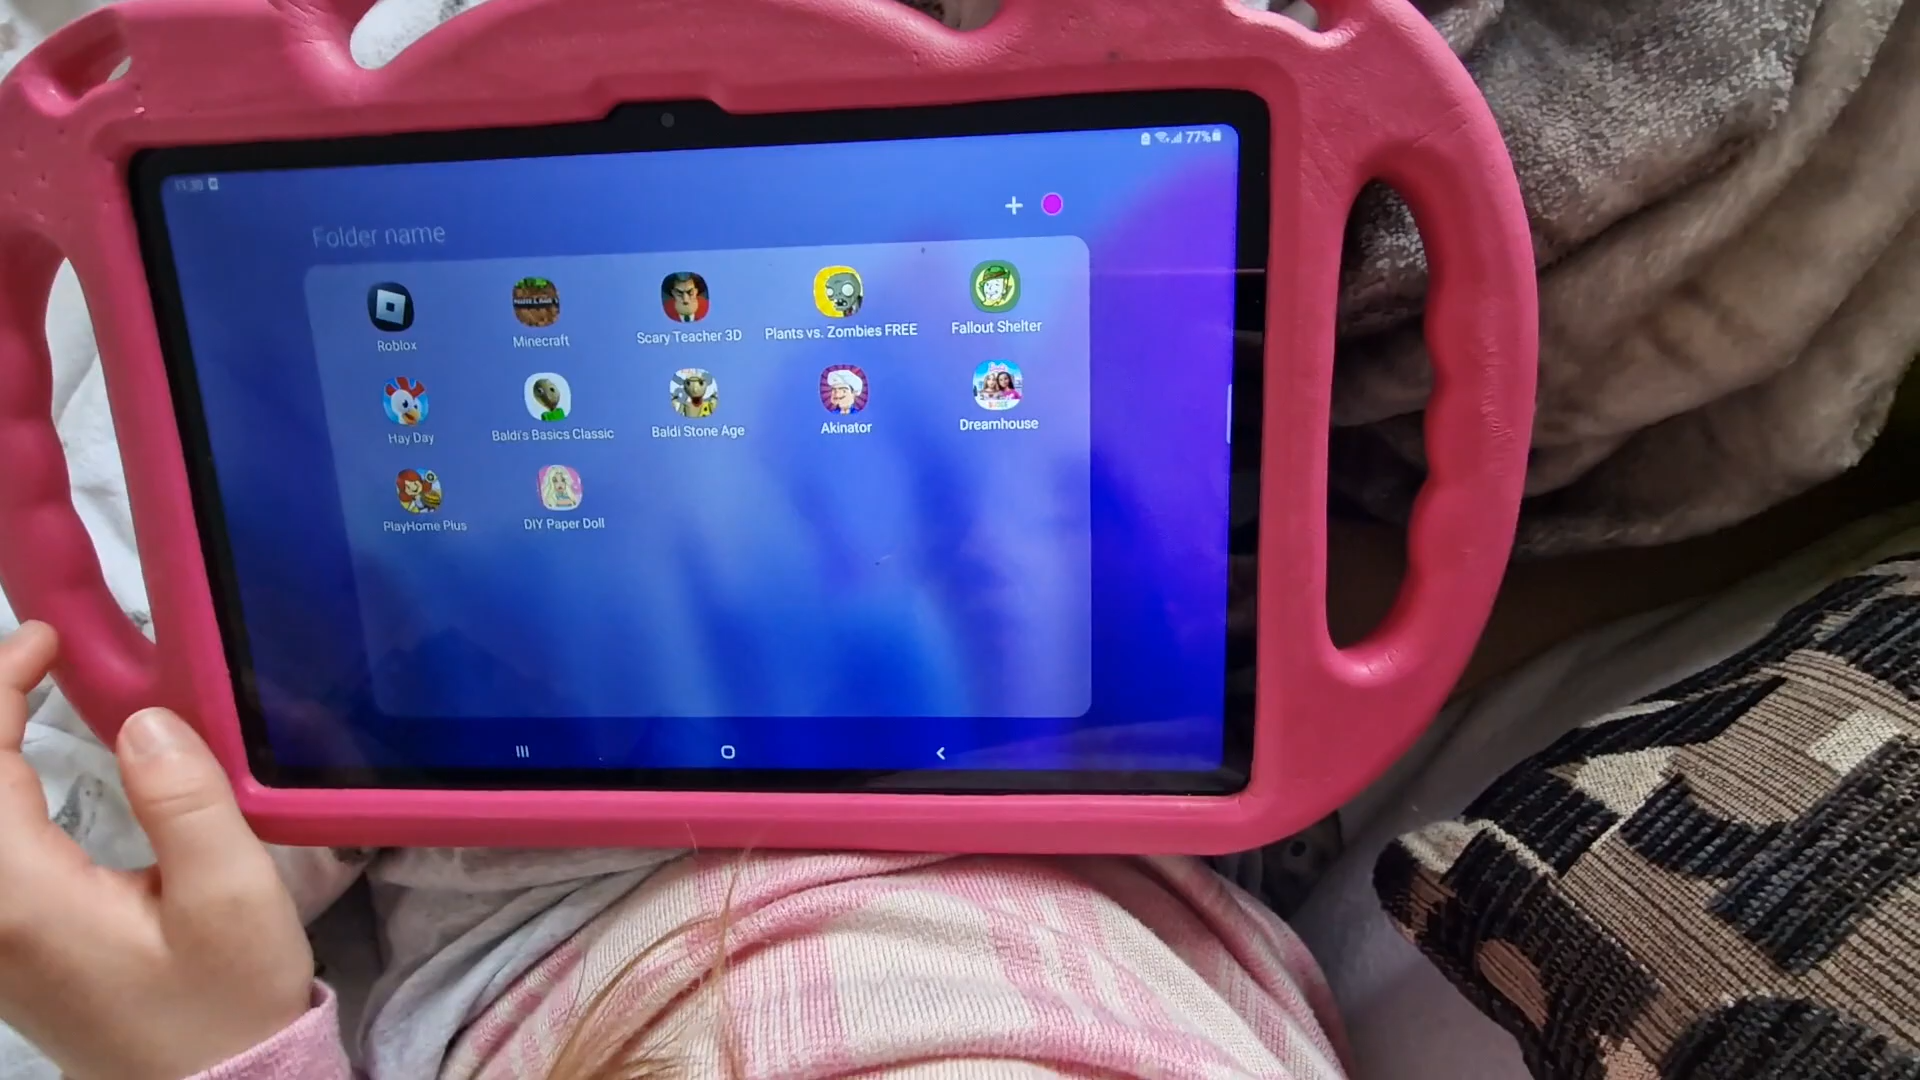 77%
Folder name
Roblox
Minecraft
Scary Teacher 3D
Plants vs. Zombies FREE
Fallout Shelter
Hay Day
Baldi's Basics Classic
Baldi Stone Age
Akinator
Dreamhouse
PlayHome Plus
DIY Paper Doll